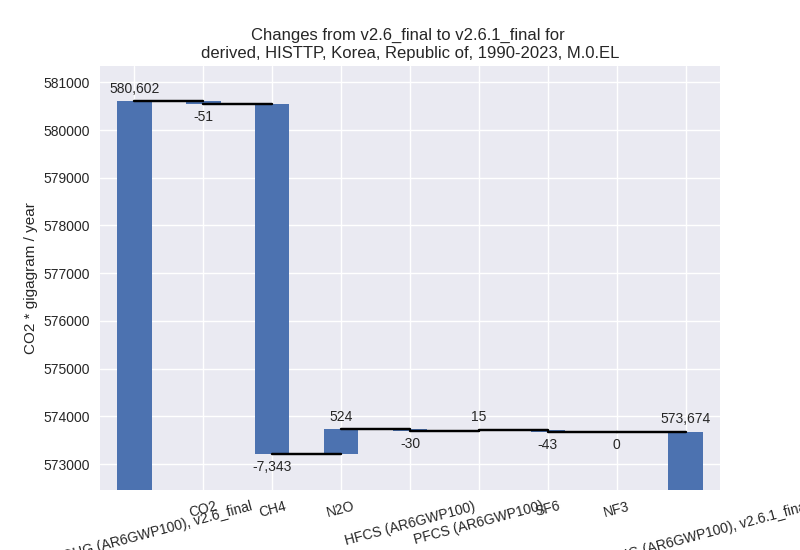 Changes from v2.6_final to v2.6.1_final for
derived, HISTTP, Korea, Republic of, 1990-2023, M.0.EL
CO2 * gigagram / year
581000
580000
579000
578000
577000
576000
575000
574000
573000
580,602
-51
-7,343
524
-30
15
-43
0
573,674
(AR6GWP100), v2.6_final
CO2
CH4
N2O
HFCS (AR6GWP100)
PFCS (AR6GWP100)
SF6
NF3
(AR6GWP100), v2.6.1_final